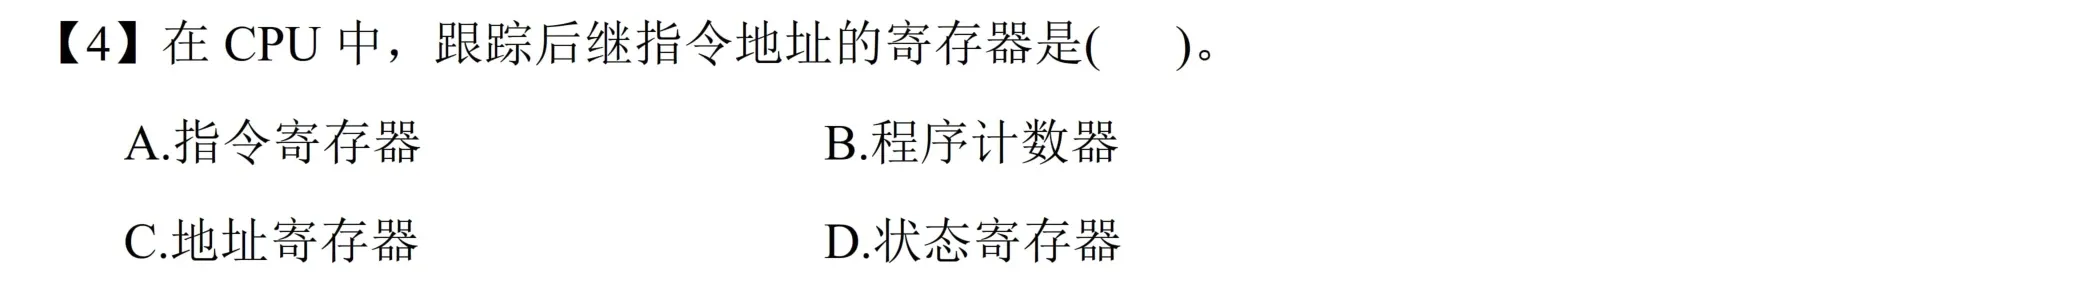 【4】在 CPU 中，跟踪后继指令地址的寄存器是(　　)。
A.指令寄存器　　B.程序计数器
C.地址寄存器　　D.状态寄存器